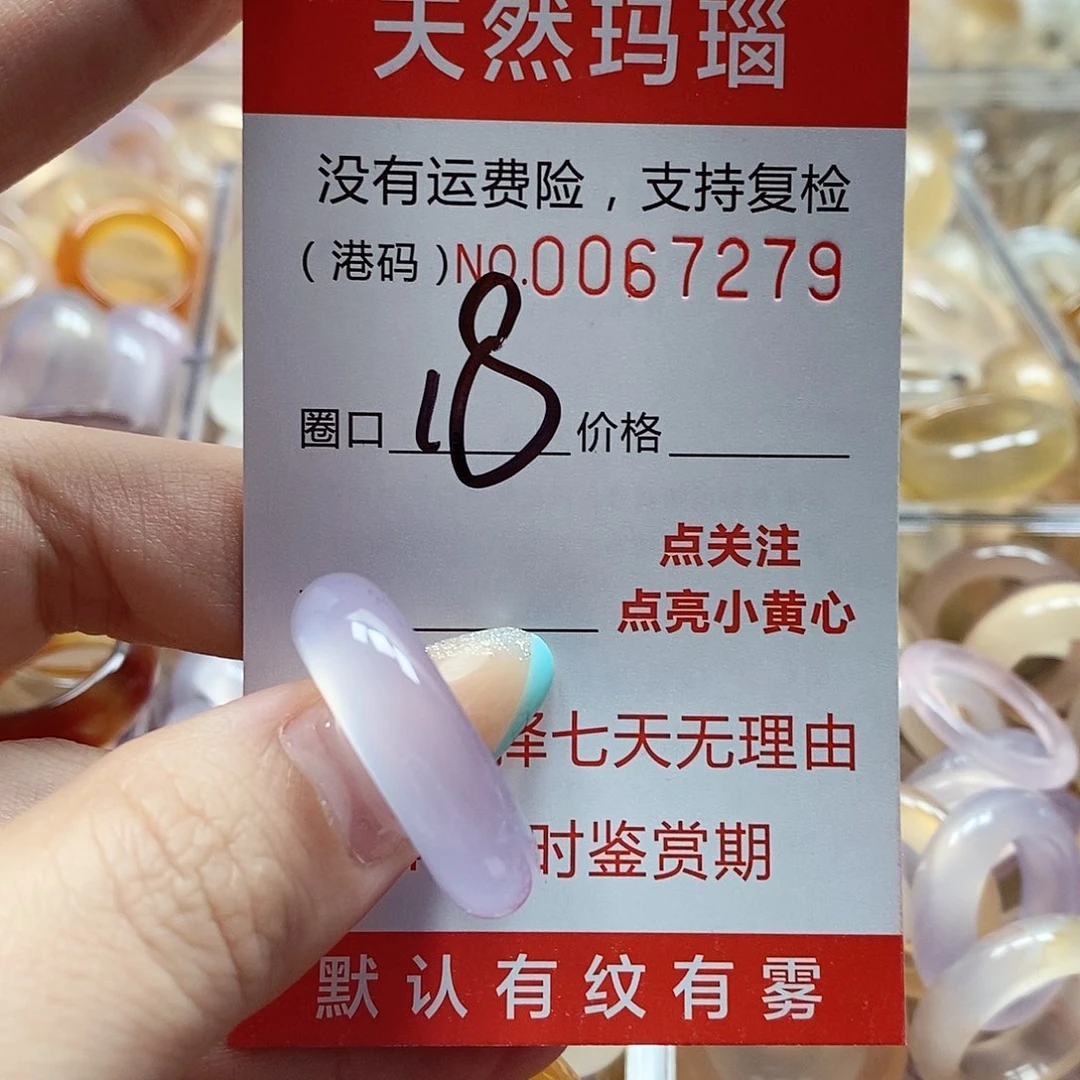 天然玛瑙
没有运费险，支持复检
（港码）NO.0067279
圈口 18 价格
点关注
点亮小黄心
择七天无理由
时鉴赏期
默认有纹有雾